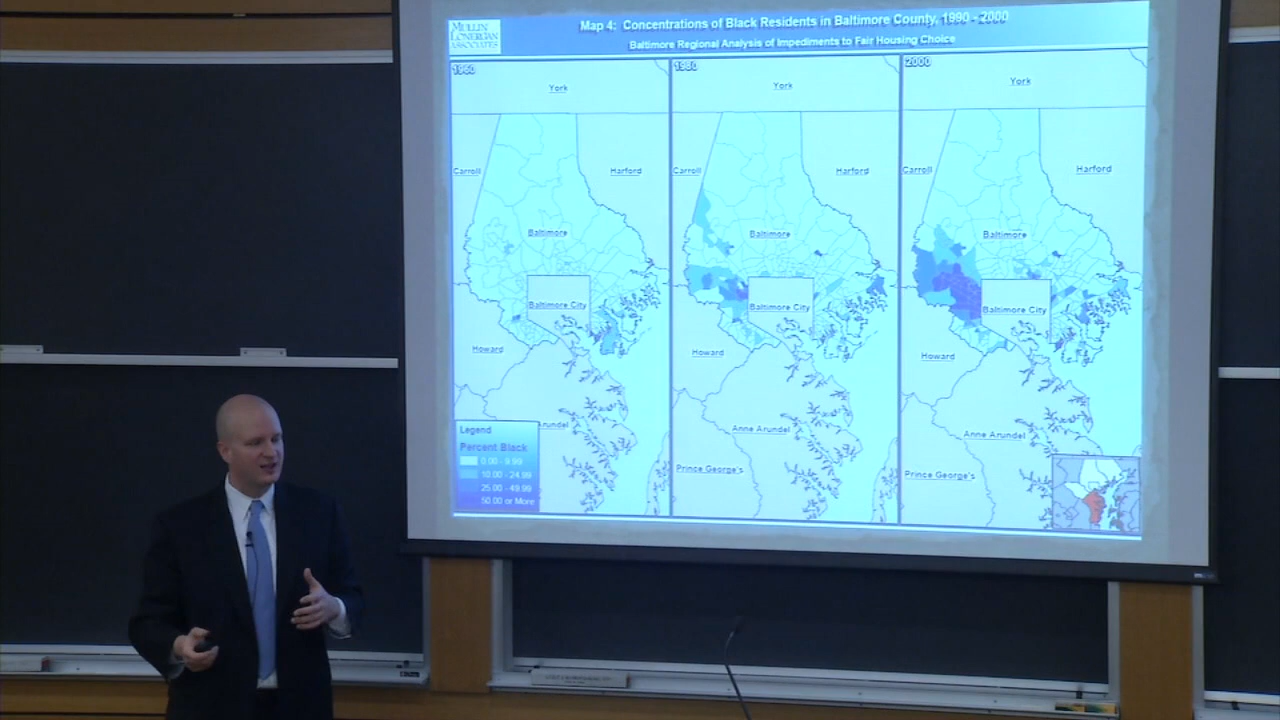 MULLIN
LONERGAN
ASSOCIATES
Map 4: Concentrations of Black Residents in Baltimore County, 1990 - 2000
Baltimore Regional Analysis of Impediments to Fair Housing Choice
1980
2000
York
York
York
Carroll
Harford
Carroll
Harford
Carroll
Harford
Baltimore
Baltimore
Baltimore
Baltimore City
Baltimore City
Baltimore City
Howard
Howard
Howard
Arundel
Anne Arundel
Anne Arundel
Prince George's
Prince George's
Legend
Percent Black
0.00 - 9.99
10.00 - 24.99
25.00 - 49.99
50.00 or More